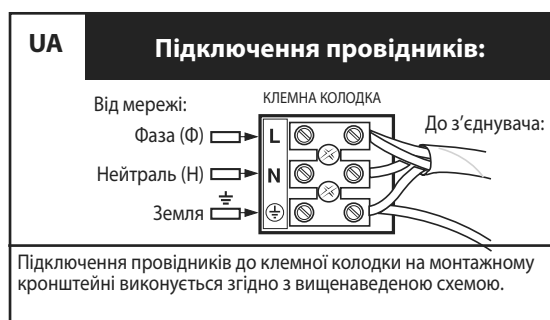 UA
Підключення провідників:
Від мережі:
КЛЕМНА КОЛОДКА
Фаза (Ф)
L
До з’єднувача:
Нейтраль (Н)
N
Земля
Підключення провідників до клемної колодки на монтажному
кронштейні виконується згідно з вищенаведеною схемою.